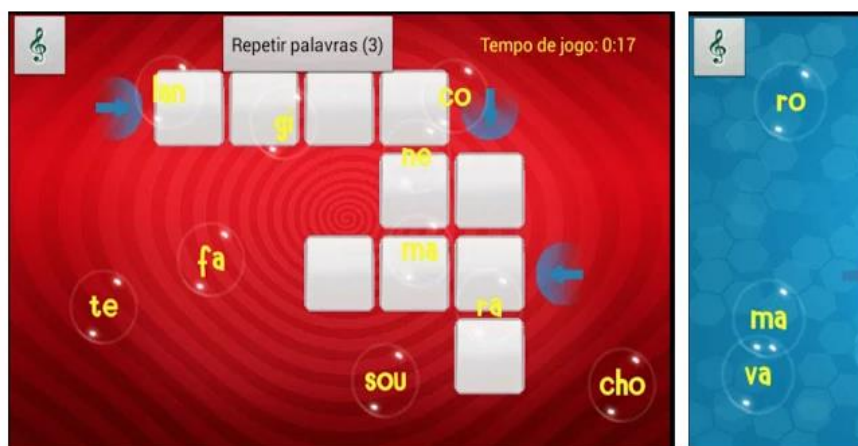 Repetir palavras (3)
Tempo de jogo: 0:17
co
gi
ne
fa
ma
te
ra
sou
cho
ro
ma
va